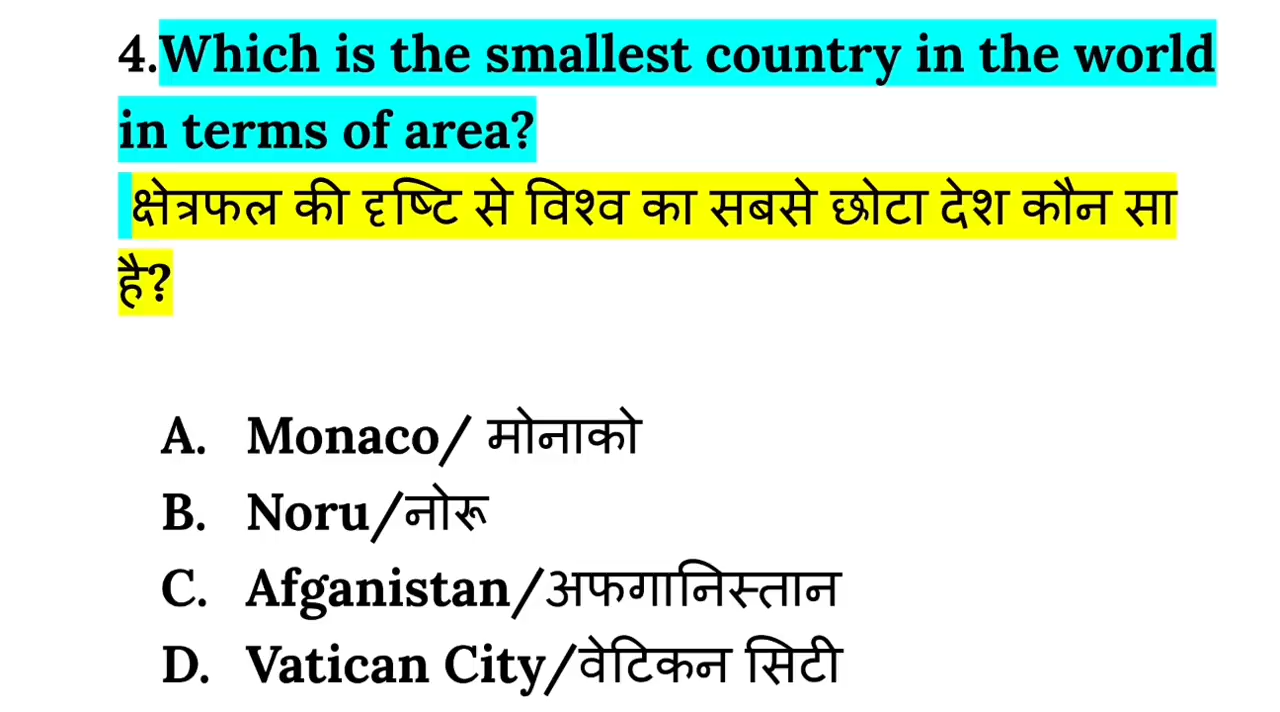 4.Which is the smallest country in the world
in terms of area?
क्षेत्रफल की दृष्टि से विश्व का सबसे छोटा देश कौन सा
है?
A. Monaco/ मोनाको
B. Noru/नोरू
C. Afganistan/अफगानिस्तान
D. Vatican City/वेटिकन सिटी